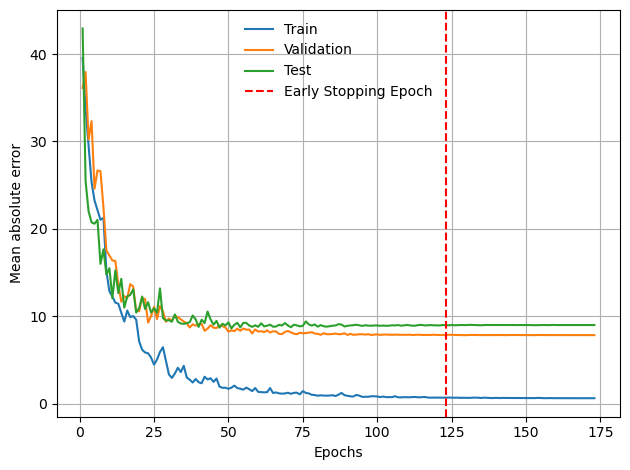 Train
Validation
Test
Early Stopping Epoch
Mean absolute error
40
30
20
10
0
0 25 50 75 100 125 150 175
Epochs